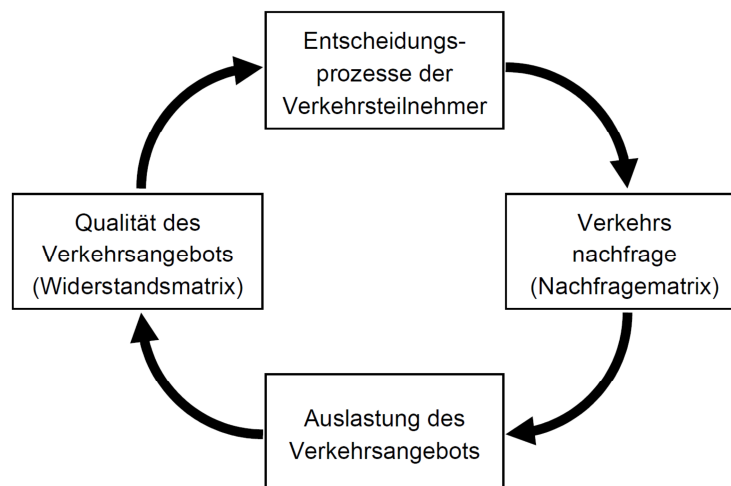 Entscheidungs-
prozesse der
Verkehrsteilnehmer
Qualität des
Verkehrsangebots
(Widerstandsmatrix)
Verkehrs
nachfrage
(Nachfragematrix)
Auslastung des
Verkehrsangebots